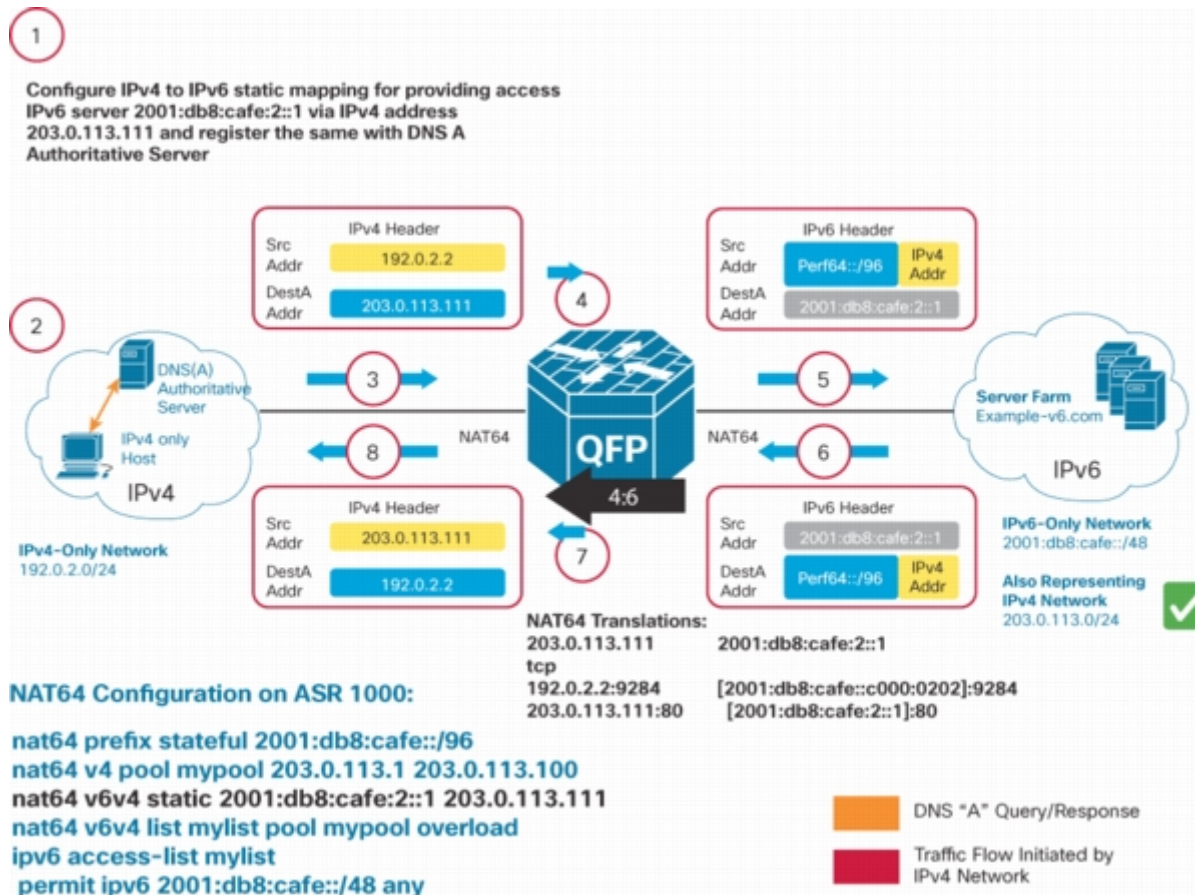 1
Configure IPv4 to IPv6 static mapping for providing access
IPv6 server 2001:db8:cafe:2::1 via IPv4 address
203.0.113.111 and register the same with DNS A
Authoritative Server
IPv4 Header
Src
Addr
192.0.2.2
DestA
Addr
203.0.113.111
4
IPv6 Header
Src
Addr
Perf64::/96
IPv4
Addr
DestA
Addr
2001:db8:cafe:2::1
2
DNS(A)
Authoritative
Server
IPv4 only
Host
IPv4
3
8
NAT64
QFP
4:6
NAT64
5
6
Server Farm
Example-v6.com
IPv6
IPv4-Only Network
192.0.2.0/24
IPv4 Header
Src
Addr
203.0.113.111
DestA
Addr
192.0.2.2
7
IPv6 Header
Src
Addr
2001:db8:cafe:2::1
DestA
Addr
Perf64::/96
IPv4
Addr
IPv6-Only Network
2001:db8:cafe::/48
Also Representing
IPv4 Network
203.0.113.0/24
NAT64 Translations:
203.0.113.111 2001:db8:cafe:2::1
tcp
192.0.2.2:9284 [2001:db8:cafe::c000:0202]:9284
203.0.113.111:80 [2001:db8:cafe:2::1]:80
NAT64 Configuration on ASR 1000:
nat64 prefix stateful 2001:db8:cafe::/96
nat64 v4 pool mypool 203.0.113.1 203.0.113.100
nat64 v6v4 static 2001:db8:cafe:2::1 203.0.113.111
nat64 v6v4 list mylist pool mypool overload
ipv6 access-list mylist
permit ipv6 2001:db8:cafe::/48 any
DNS “A” Query/Response
Traffic Flow Initiated by
IPv4 Network